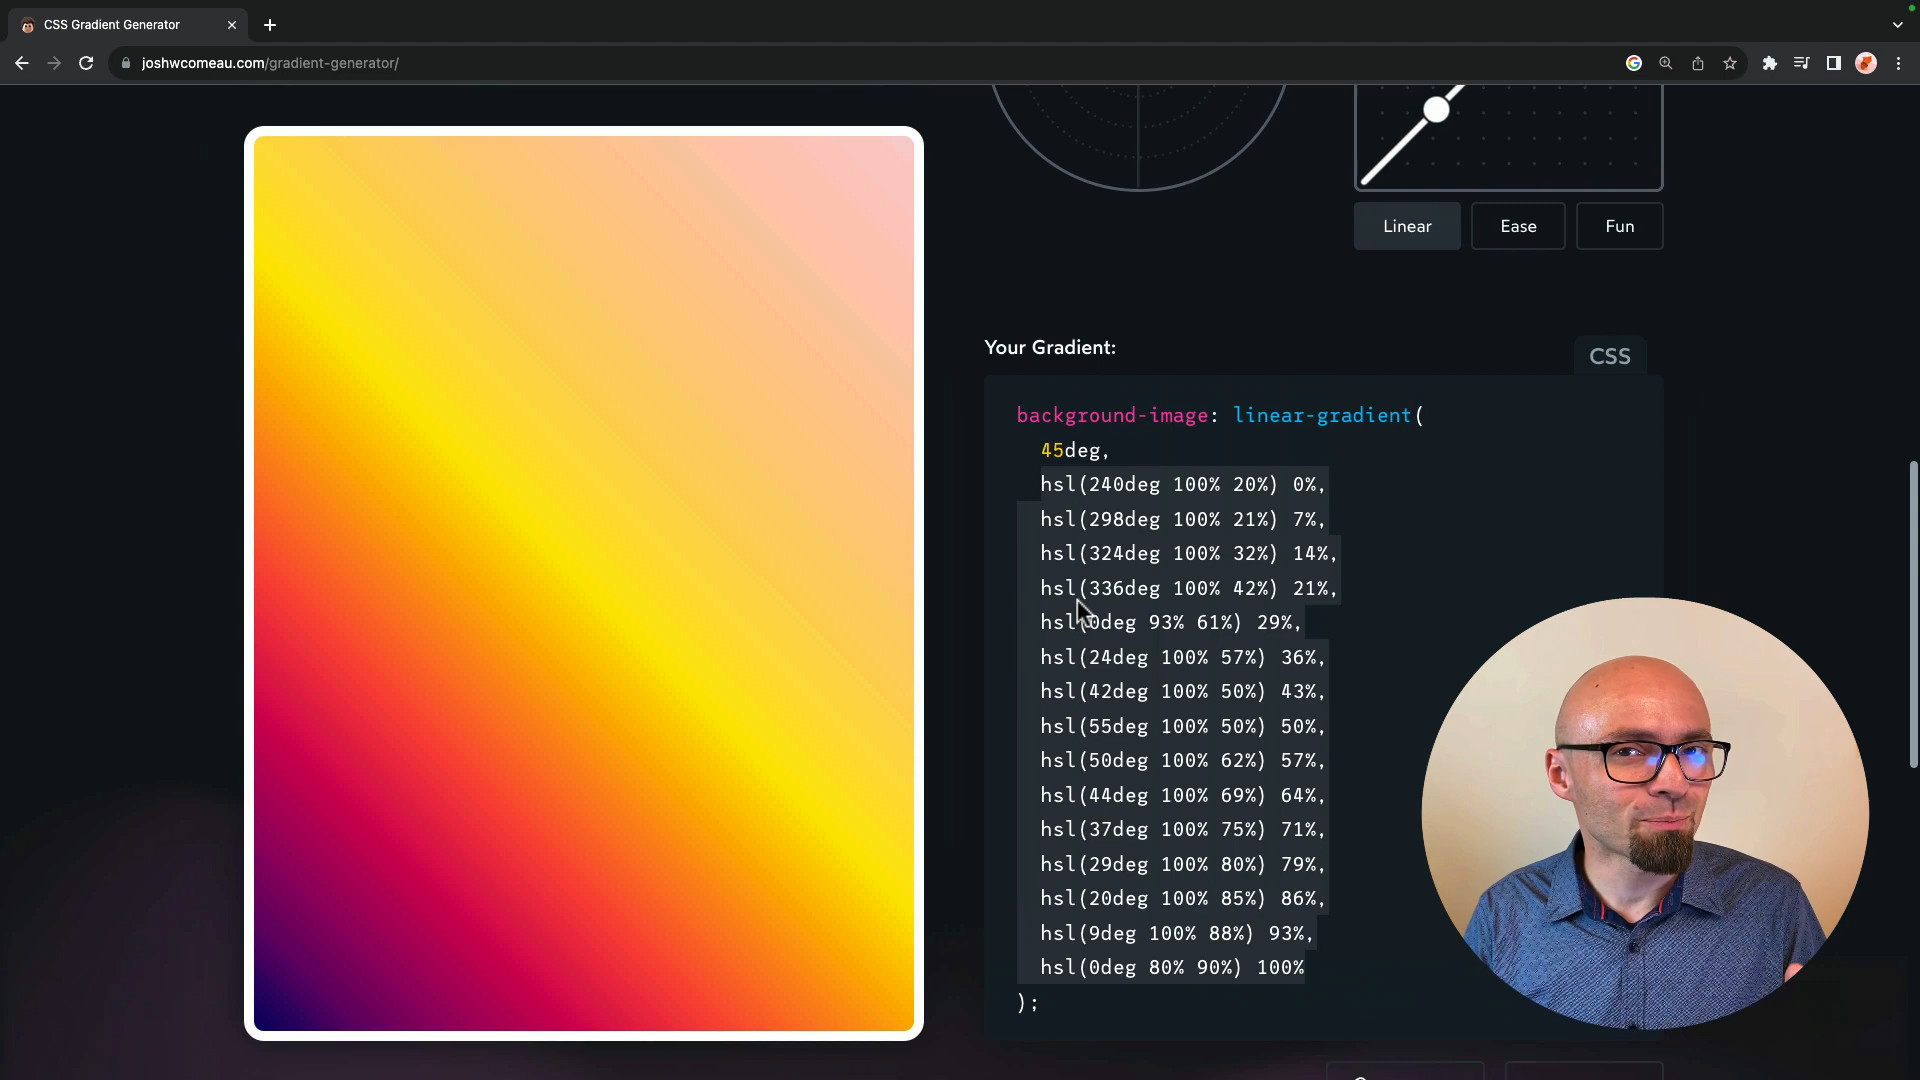 CSS Gradient Generator
joshwcomeau.com/gradient-generator/
Linear
Ease
Fun
Your Gradient:
CSS
background-image: linear-gradient(
45deg,
hsl(240deg 100% 20%) 0%,
hsl(298deg 100% 21%) 7%,
hsl(324deg 100% 32%) 14%,
hsl(336deg 100% 42%) 21%,
hsl(0deg 93% 61%) 29%,
hsl(24deg 100% 57%) 36%,
hsl(42deg 100% 50%) 43%,
hsl(55deg 100% 50%) 50%,
hsl(50deg 100% 62%) 57%,
hsl(44deg 100% 69%) 64%,
hsl(37deg 100% 75%) 71%,
hsl(29deg 100% 80%) 79%,
hsl(20deg 100% 85%) 86%,
hsl(9deg 100% 88%) 93%,
hsl(0deg 80% 90%) 100%
);